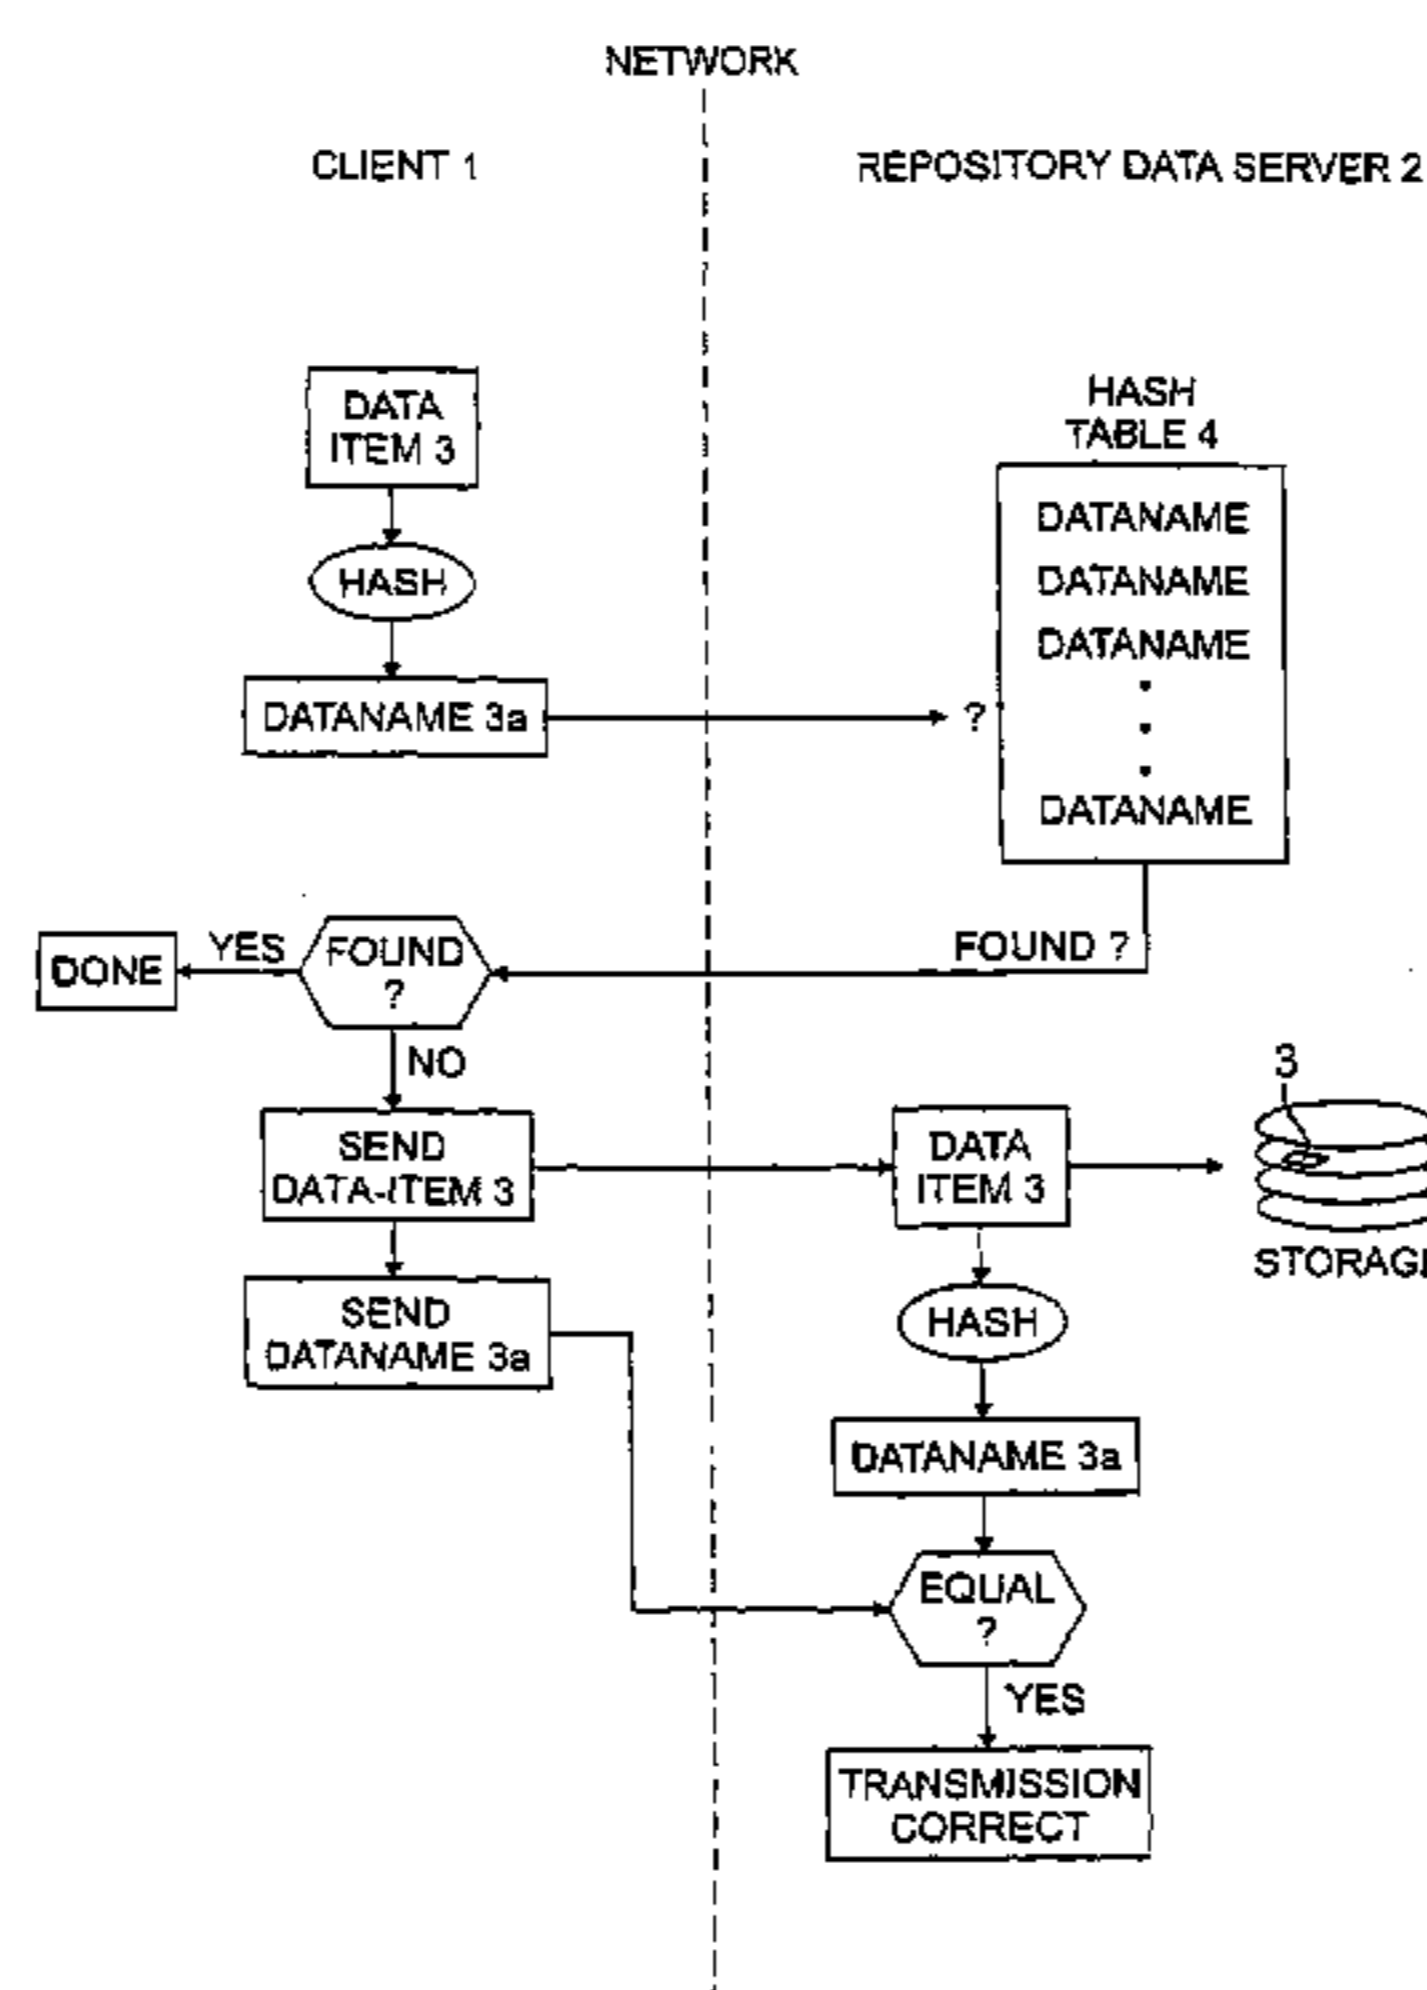 NETWORK
CLIENT 1
REPOSITORY DATA SERVER 2
DATA
ITEM 3
HASH
DATANAME 3a
HASH
TABLE 4
DATANAME
DATANAME
DATANAME
DATANAME
?
FOUND ?
FOUND
?
YES
DONE
NO
SEND
DATA-ITEM 3
SEND
DATANAME 3a
DATA
ITEM 3
3
STORAGE
HASH
DATANAME 3a
EQUAL
?
YES
TRANSMISSION
CORRECT